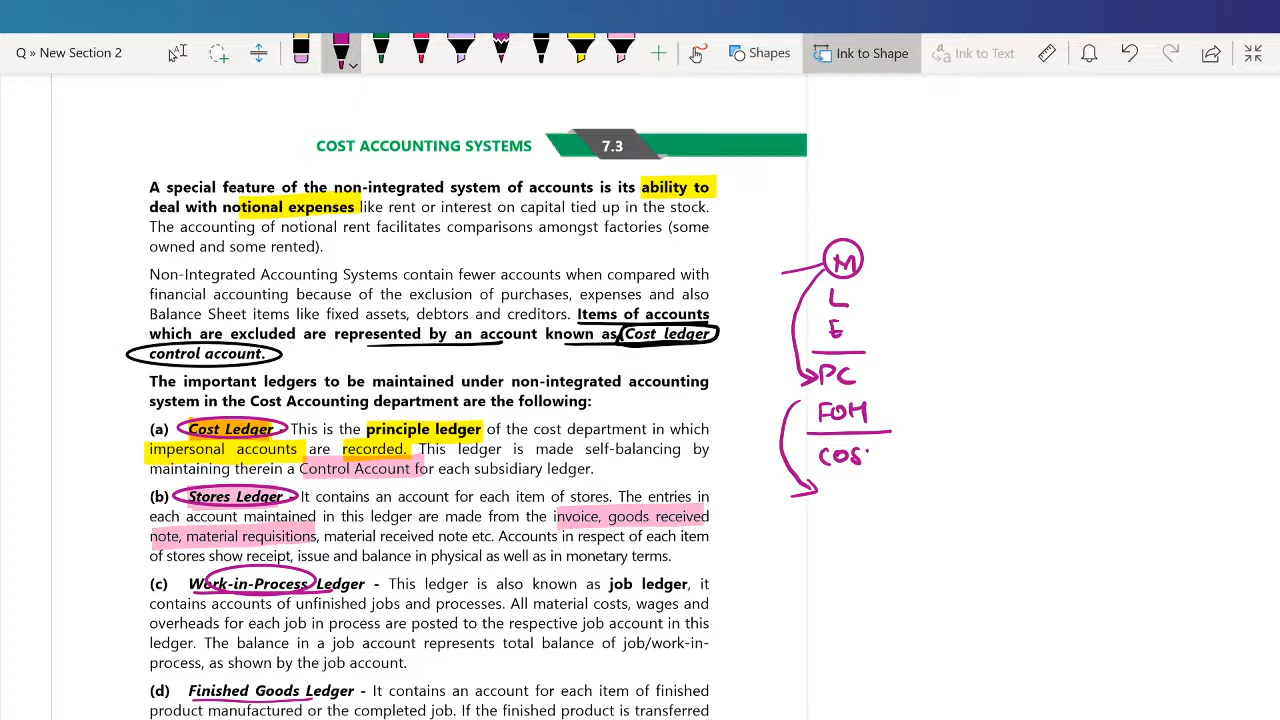 Q » New Section 2
Shapes
Ink to Shape
Ink to Text
COST ACCOUNTING SYSTEMS 7.3
A special feature of the non-integrated system of accounts is its ability to
deal with notional expenses like rent or interest on capital tied up in the stock.
The accounting of notional rent facilitates comparisons amongst factories (some
owned and some rented).
Non-Integrated Accounting Systems contain fewer accounts when compared with
financial accounting because of the exclusion of purchases, expenses and also
Balance Sheet items like fixed assets, debtors and creditors. Items of accounts
which are excluded are represented by an account known as Cost ledger
control account.
The important ledgers to be maintained under non-integrated accounting
system in the Cost Accounting department are the following:
(a) Cost Ledger - This is the principle ledger of the cost department in which
impersonal accounts are recorded. This ledger is made self-balancing by
maintaining therein a Control Account for each subsidiary ledger.
(b) Stores Ledger - It contains an account for each item of stores. The entries in
each account maintained in this ledger are made from the invoice, goods received
note, material requisitions, material received note etc. Accounts in respect of each item
of stores show receipt, issue and balance in physical as well as in monetary terms.
(c) Work-in-Process Ledger - This ledger is also known as job ledger, it
contains accounts of unfinished jobs and processes. All material costs, wages and
overheads for each job in process are posted to the respective job account in this
ledger. The balance in a job account represents total balance of job/work-in-
process, as shown by the job account.
(d) Finished Goods Ledger - It contains an account for each item of finished
product manufactured or the completed job. If the finished product is transferred
M
L
E
PC
FOH
COS